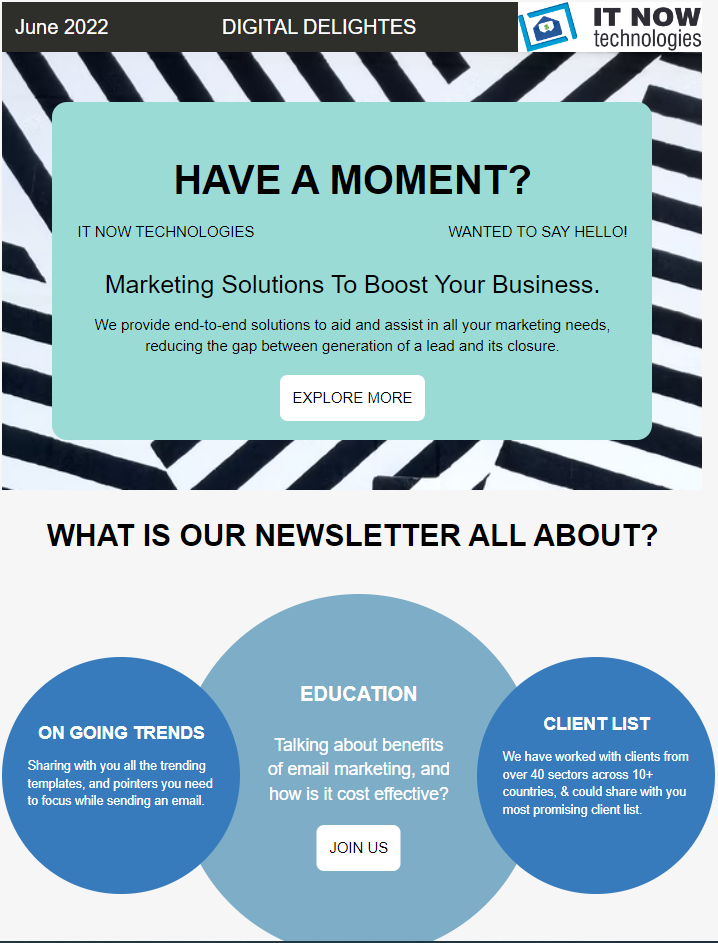 June 2022
DIGITAL DELIGHTES
IT NOW
technologies
HAVE A MOMENT?
IT NOW TECHNOLOGIES
WANTED TO SAY HELLO!
Marketing Solutions To Boost Your Business.
We provide end-to-end solutions to aid and assist in all your marketing needs,
reducing the gap between generation of a lead and its closure.
EXPLORE MORE
WHAT IS OUR NEWSLETTER ALL ABOUT?
ON GOING TRENDS
Sharing with you all the trending
templates, and pointers you need
to focus while sending an email.
EDUCATION
Talking about benefits
of email marketing, and
how is it cost effective?
JOIN US
CLIENT LIST
We have worked with clients from
over 40 sectors across 10+
countries, & could share with you
most promising client list.